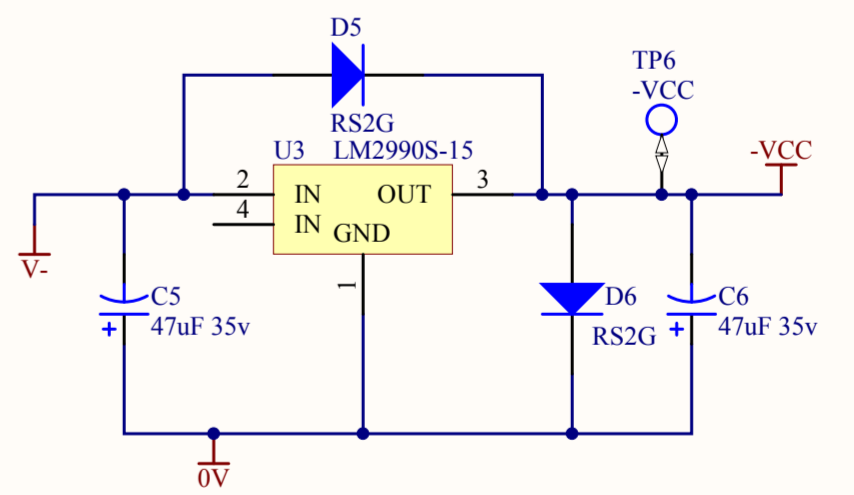 D5
TP6
-VCC
RS2G
U3 LM2990S-15
-VCC
2 IN OUT 3
4 IN GND
V-
1
C5
47uF 35v
+
D6
RS2G
C6
47uF 35v
+
0V